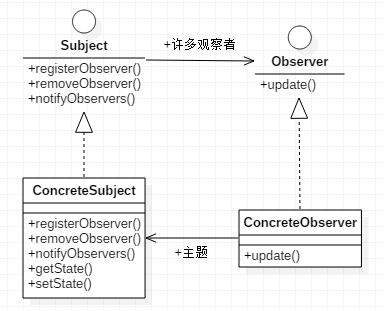 Subject
+registerObserver()
+removeObserver()
+notifyObservers()
+许多观察者
Observer
+update()
ConcreteSubject
+registerObserver()
+removeObserver()
+notifyObservers()
+getState()
+setState()
+主题
ConcreteObserver
+update()